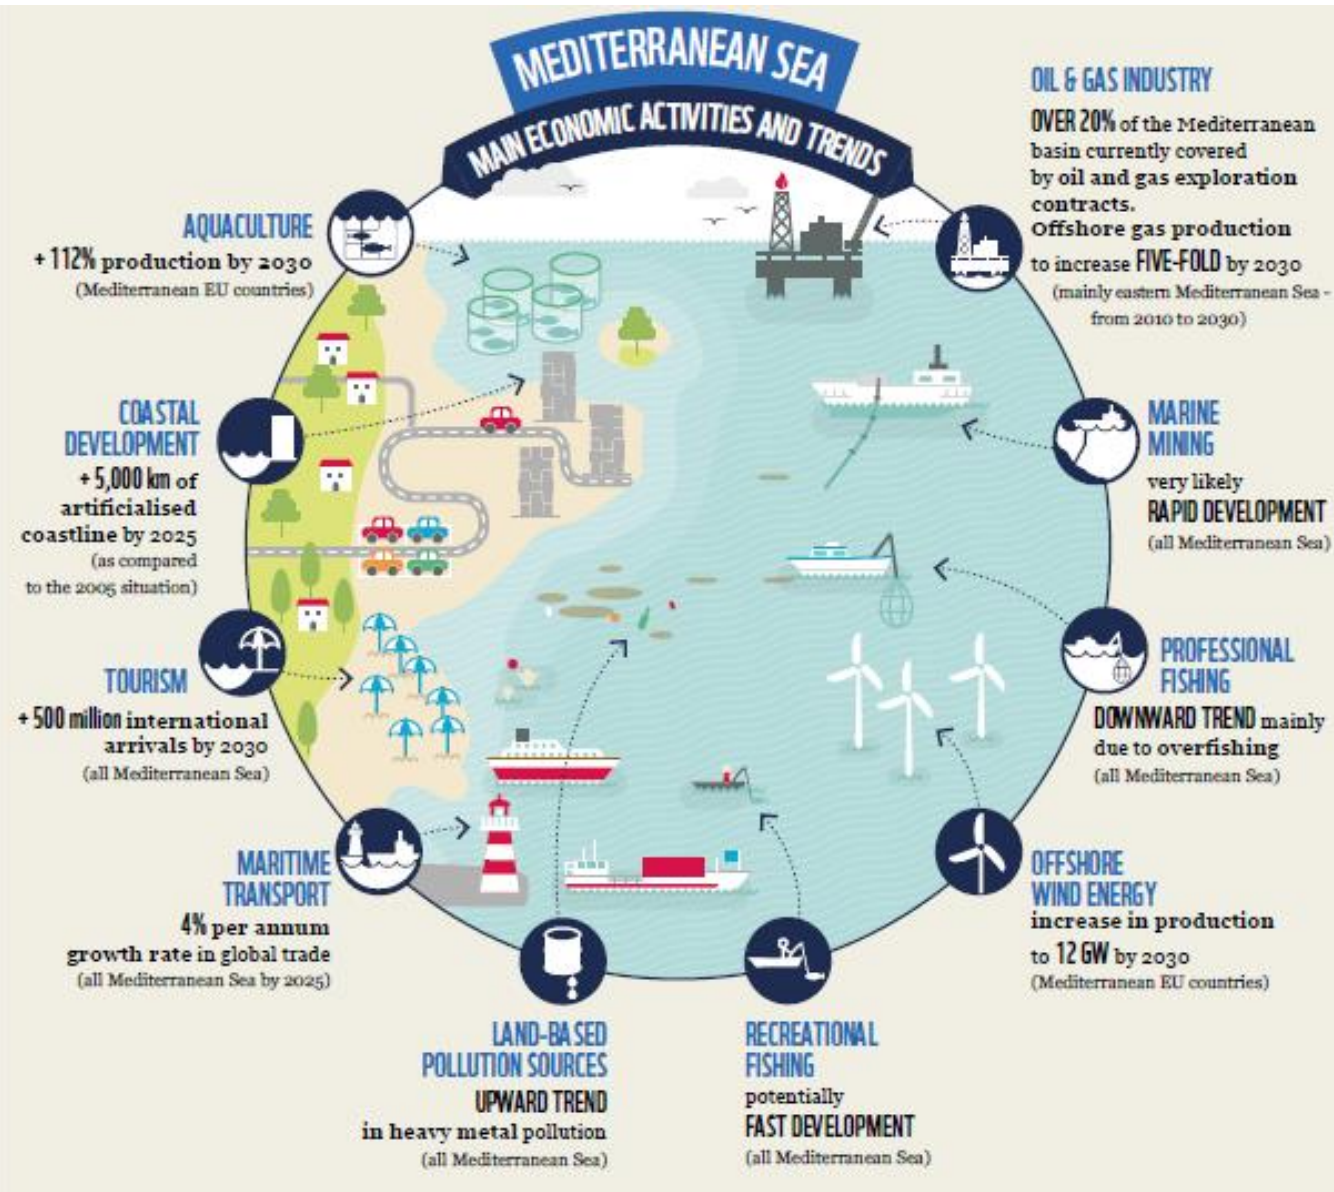 MEDITERRANEAN SEA
MAIN ECONOMIC ACTIVITIES AND TRENDS
OIL & GAS INDUSTRY
OVER 20% of the Mediterranean
basin currently covered
by oil and gas exploration
contracts.
Offshore gas production
to increase FIVE-FOLD by 2030
(mainly eastern Mediterranean Sea -
from 2010 to 2030)
AQUACULTURE
+ 112% production by 2030
(Mediterranean EU countries)
COASTAL
DEVELOPMENT
+ 5,000 km of
artificialised
coastline by 2025
(as compared
to the 2005 situation)
MARINE
MINING
very likely
RAPID DEVELOPMENT
(all Mediterranean Sea)
TOURISM
+ 500 million international
arrivals by 2030
(all Mediterranean Sea)
PROFESSIONAL
FISHING
DOWNWARD TREND mainly
due to overfishing
(all Mediterranean Sea)
MARITIME
TRANSPORT
4% per annum
growth rate in global trade
(all Mediterranean Sea by 2025)
OFFSHORE
WIND ENERGY
increase in production
to 12 GW by 2030
(Mediterranean EU countries)
LAND-BASED
POLLUTION SOURCES
UPWARD TREND
in heavy metal pollution
(all Mediterranean Sea)
RECREATIONAL
FISHING
potentially
FAST DEVELOPMENT
(all Mediterranean Sea)